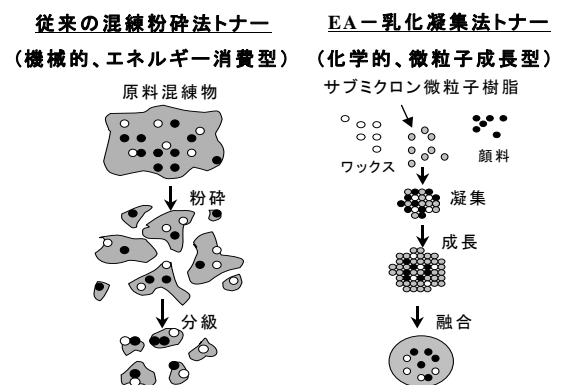 従来の混練粉砕法トナー
(機械的、エネルギー消費型)
原料混練物
粉砕
分級
EA－乳化凝集法トナー
(化学的、微粒子成長型)
サブミクロン微粒子樹脂
ワックス
顔料
凝集
成長
融合